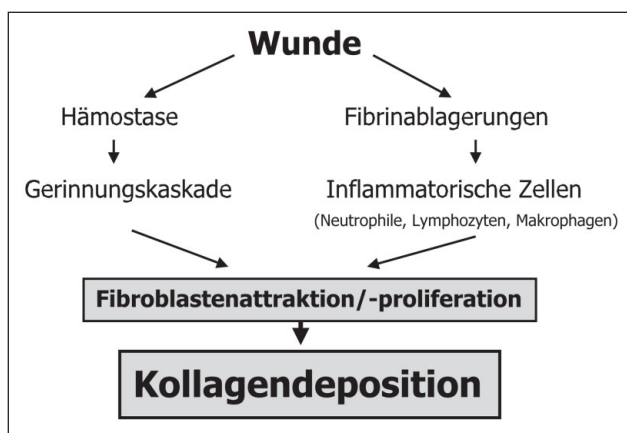 Wunde
Hämostase
Fibrinablagerungen
Gerinnungskaskade
Inflammatorische Zellen
(Neutrophile, Lymphozyten, Makrophagen)
Fibroblastenattraktion/-proliferation
Kollagendeposition